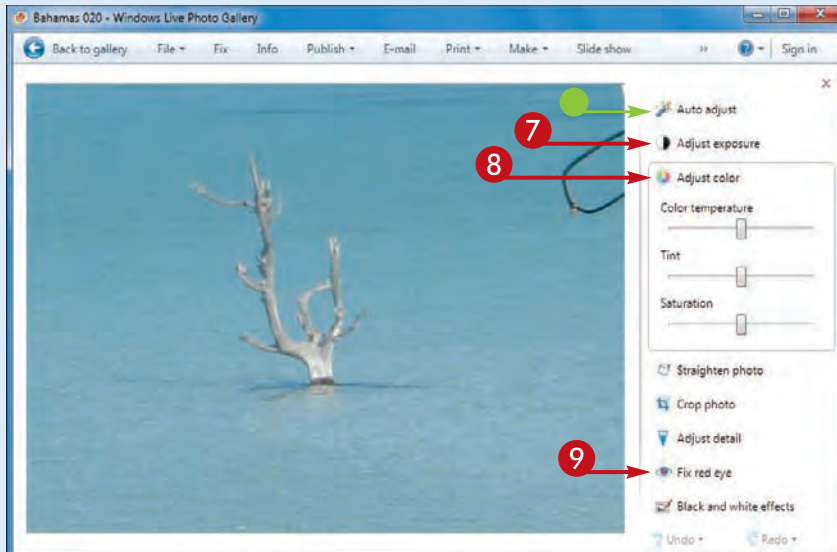 Bahamas 020 - Windows Live Photo Gallery
Back to gallery File Fix Info Publish E-mail Print Make Slide show » ? Sign in
Auto adjust
7 Adjust exposure
8 Adjust color
Color temperature
Tint
Saturation
Straighten photo
Crop photo
Adjust detail
9 Fix red eye
Black and white effects
Undo Redo